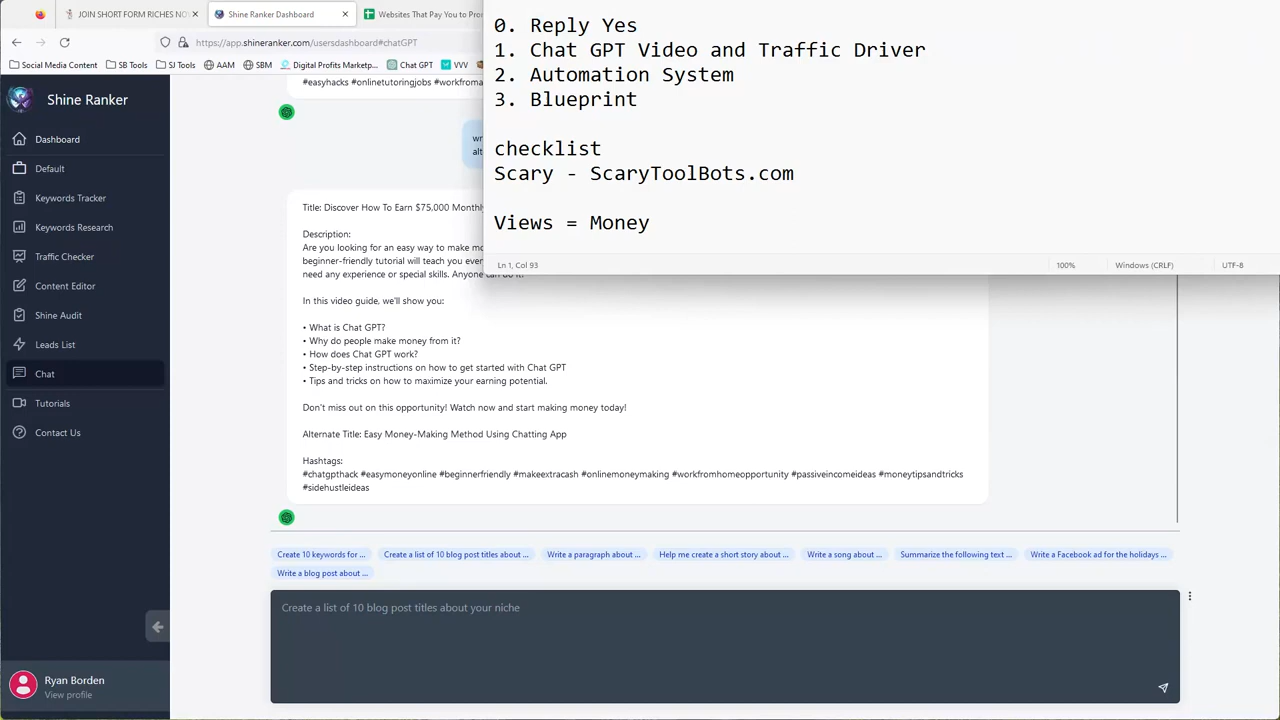 JOIN SHORT FORM RICHES NO
Shine Ranker Dashboard
Websites That Pay You to Pro
https://app.shineranker.com/usersdashboard#chatGPT
Social Media Content
SB Tools
SJ Tools
AAM
SBM
Digital Profits Marketp...
Chat GPT
VVV
0. Reply Yes
1. Chat GPT Video and Traffic Driver
2. Automation System
3. Blueprint
checklist
Scary - ScaryToolBots.com
Views = Money
Ln 1, Col 93
100%
Windows (CRLF)
UTF-8
Shine Ranker
Dashboard
Default
Keywords Tracker
Keywords Research
Traffic Checker
Content Editor
Shine Audit
Leads List
Chat
Tutorials
Contact Us
Ryan Borden
View profile
#easyhacks #onlinetutoringjobs #workfroma
wr
alt
Title: Discover How To Earn $75,000 Monthly
Description:
Are you looking for an easy way to make mo
beginner-friendly tutorial will teach you ever
need any experience or special skills. Anyone can do it!
In this video guide, we'll show you:
• What is Chat GPT?
• Why do people make money from it?
• How does Chat GPT work?
• Step-by-step instructions on how to get started with Chat GPT
• Tips and tricks on how to maximize your earning potential.
Don't miss out on this opportunity! Watch now and start making money today!
Alternate Title: Easy Money-Making Method Using Chatting App
Hashtags:
#chatgpthack #easymoneyonline #beginnerfriendly #makeextracash #onlinemoneymaking #workfromhomeopportunity #passiveincomeideas #moneytipsandtricks
#sidehustleideas
Create 10 keywords for ...
Create a list of 10 blog post titles about ...
Write a paragraph about ...
Help me create a short story about ...
Write a song about ...
Summarize the following text ...
Write a Facebook ad for the holidays ...
Write a blog post about ...
Create a list of 10 blog post titles about your niche